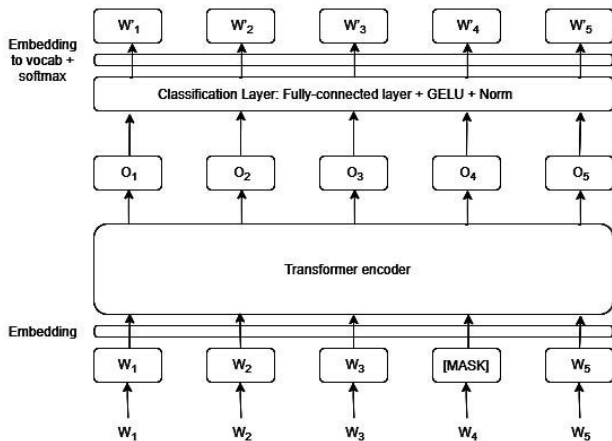 W'₁ W'₂ W'₃ W'₄ W'₅
Embedding
to vocab +
softmax
Classification Layer: Fully-connected layer + GELU + Norm
O₁ O₂ O₃ O₄ O₅
Transformer encoder
Embedding
W₁ W₂ W₃ [MASK] W₅
W₁ W₂ W₃ W₄ W₅